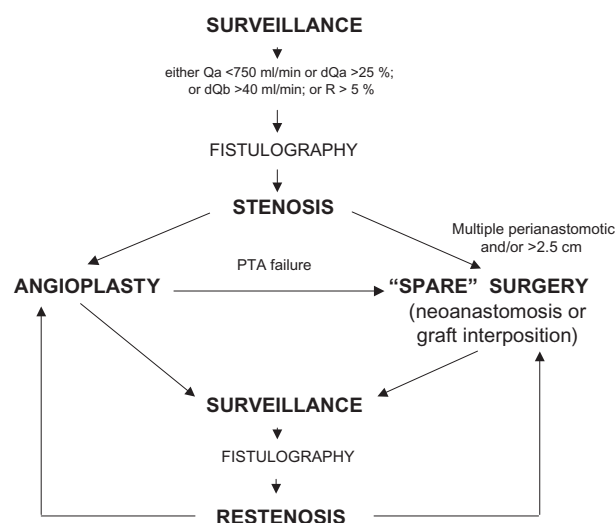 SURVEILLANCE
either Qa <750 ml/min or dQa >25 %;
or dQb >40 ml/min; or R > 5 %
FISTULOGRAPHY
STENOSIS
Multiple perianastomotic
and/or >2.5 cm
PTA failure
ANGIOPLASTY
“SPARE” SURGERY
(neoanastomosis or
graft interposition)
SURVEILLANCE
FISTULOGRAPHY
RESTENOSIS